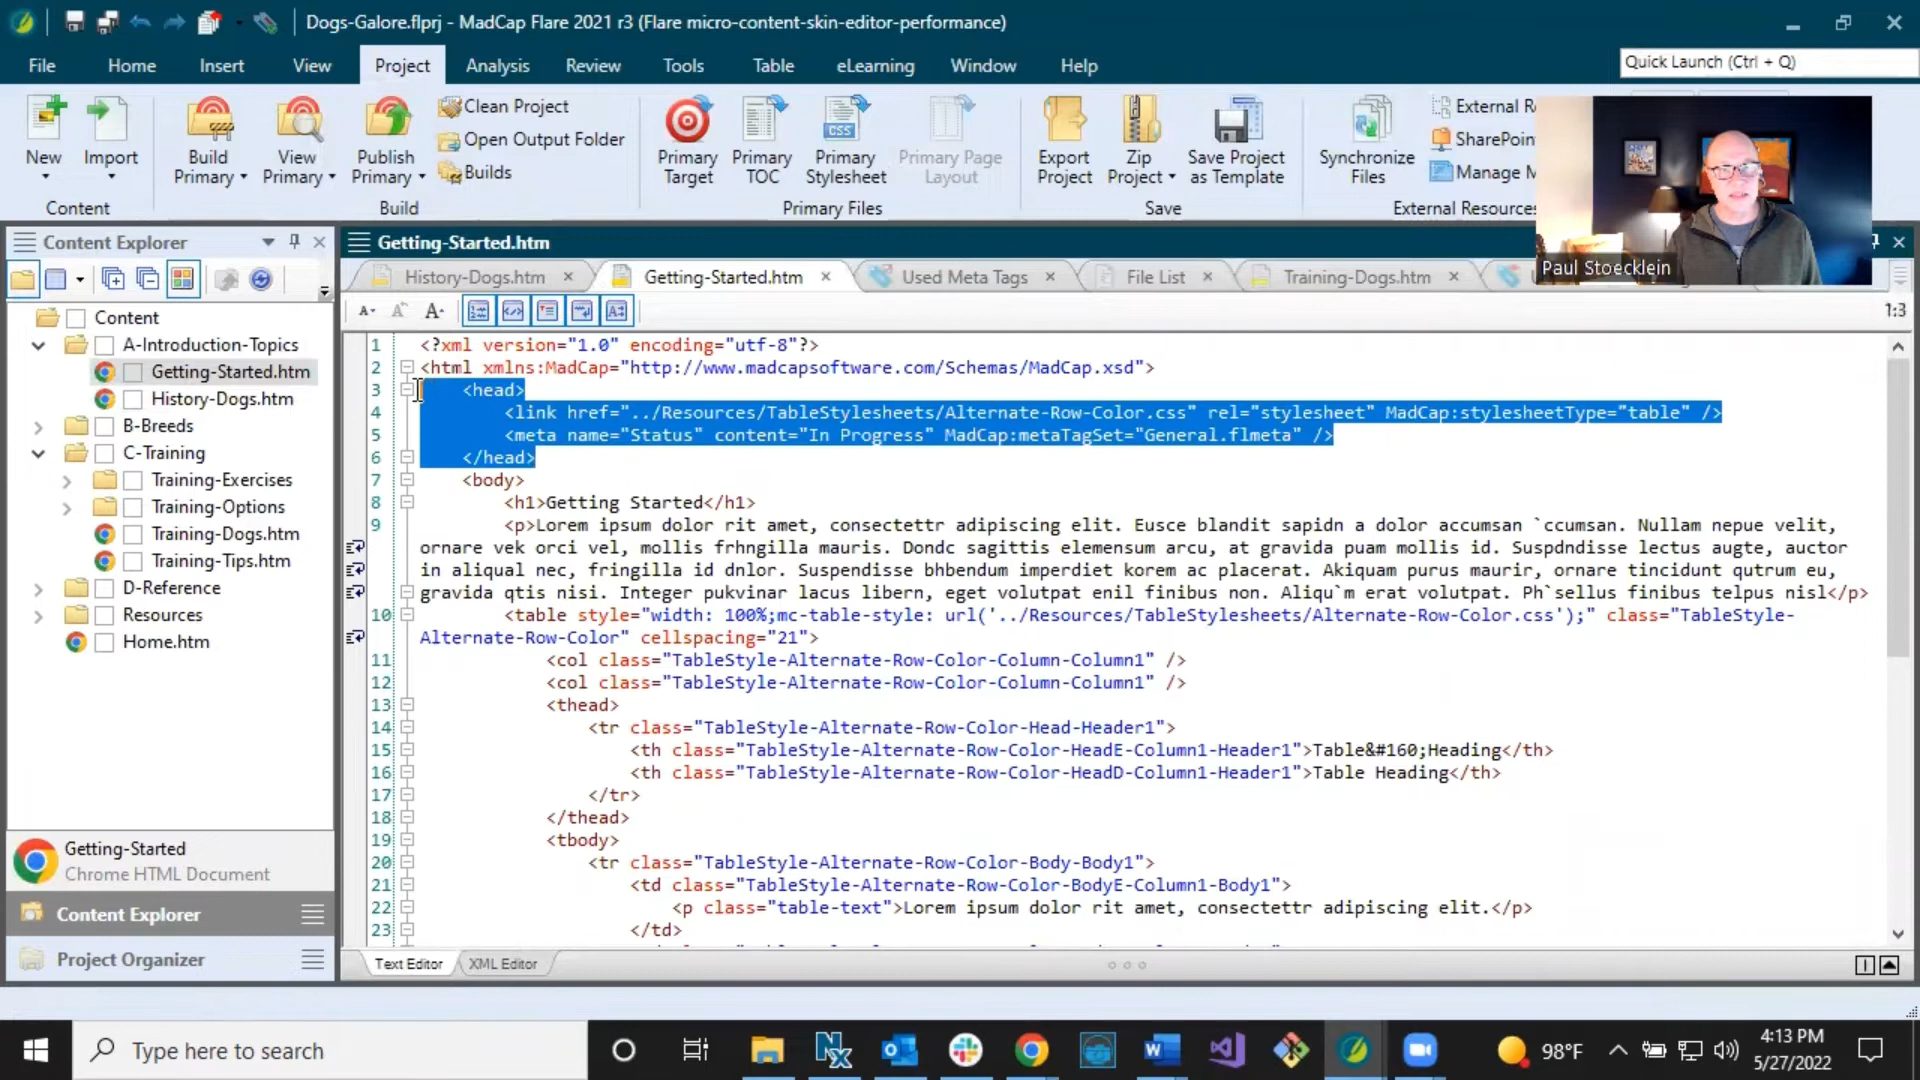 Dogs-Galore.flprj - MadCap Flare 2021 r3 (Flare micro-content-skin-editor-performance)
File Home Insert View Project Analysis Review Tools Table eLearning Window Help
Quick Launch (Ctrl + Q)
New
Import
Content
Build Primary
View Primary
Publish Primary
Clean Project
Open Output Folder
Builds
Build
Primary Target
Primary TOC
CSS
Primary Stylesheet
Primary Page Layout
Primary Files
Export Project
Zip Project
Save Project as Template
Save
Synchronize Files
External
SharePoin
Manage
External Resources
Paul Stoecklein
Content Explorer
Content
A-Introduction-Topics
Getting-Started.htm
History-Dogs.htm
B-Breeds
C-Training
Training-Exercises
Training-Options
Training-Dogs.htm
Training-Tips.htm
D-Reference
Resources
Home.htm
Getting-Started
Chrome HTML Document
Content Explorer
Project Organizer
Getting-Started.htm
History-Dogs.htm Getting-Started.htm Used Meta Tags File List Training-Dogs.htm
1:3
1 <?xml version="1.0" encoding="utf-8"?>
2 <html xmlns:MadCap="http://www.madcapsoftware.com/Schemas/MadCap.xsd">
3 <head>
4 <link href="../Resources/TableStylesheets/Alternate-Row-Color.css" rel="stylesheet" MadCap:stylesheetType="table" />
5 <meta name="Status" content="In Progress" MadCap:metaTagSet="General.flmeta" />
6 </head>
7 <body>
8 <h1>Getting Started</h1>
9 <p>Lorem ipsum dolor rit amet, consectettr adipiscing elit. Eusce blandit sapidn a dolor accumsan `ccumsan. Nullam nepue velit,
ornare vek orci vel, mollis frhngilla mauris. Dondc sagittis elemensum arcu, at gravida puam mollis id. Suspdndisse lectus augte, auctor
in aliqual nec, fringilla id dnlor. Suspendisse bhbendum imperdiet korem ac placerat. Akiquam purus maurir, ornare tincidunt qutrum eu,
gravida qtis nisi. Integer pukvinar lacus libern, eget volutpat enil finibus non. Aliqu`m erat volutpat. Ph`sellus finibus telpus nisl</p>
10 <table style="width: 100%;mc-table-style: url('../Resources/TableStylesheets/Alternate-Row-Color.css');" class="TableStyle-
Alternate-Row-Color" cellspacing="21">
11 <col class="TableStyle-Alternate-Row-Color-Column-Column1" />
12 <col class="TableStyle-Alternate-Row-Color-Column-Column1" />
13 <thead>
14 <tr class="TableStyle-Alternate-Row-Color-Head-Header1">
15 <th class="TableStyle-Alternate-Row-Color-HeadE-Column1-Header1">Table&#160;Heading</th>
16 <th class="TableStyle-Alternate-Row-Color-HeadD-Column1-Header1">Table Heading</th>
17 </tr>
18 </thead>
19 <tbody>
20 <tr class="TableStyle-Alternate-Row-Color-Body-Body1">
21 <td class="TableStyle-Alternate-Row-Color-BodyE-Column1-Body1">
22 <p class="table-text">Lorem ipsum dolor rit amet, consectettr adipiscing elit.</p>
23 </td>
Text Editor XML Editor
Type here to search
98°F
4:13 PM
5/27/2022